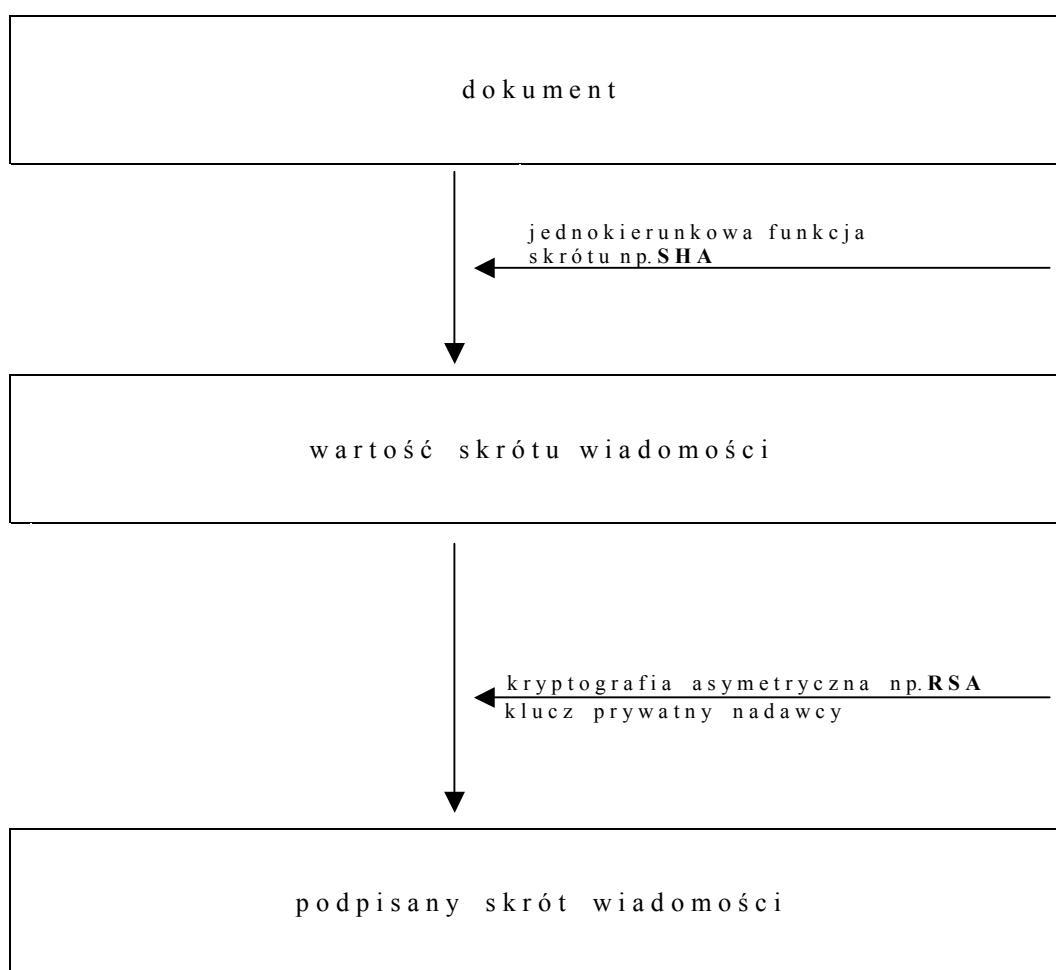 dokument
jednokierunkowa funkcja
skrótu np. SHA
wartość skrótu wiadomości
kryptografia asymetryczna np. RSA
klucz prywatny nadawcy
podpisany skrót wiadomości